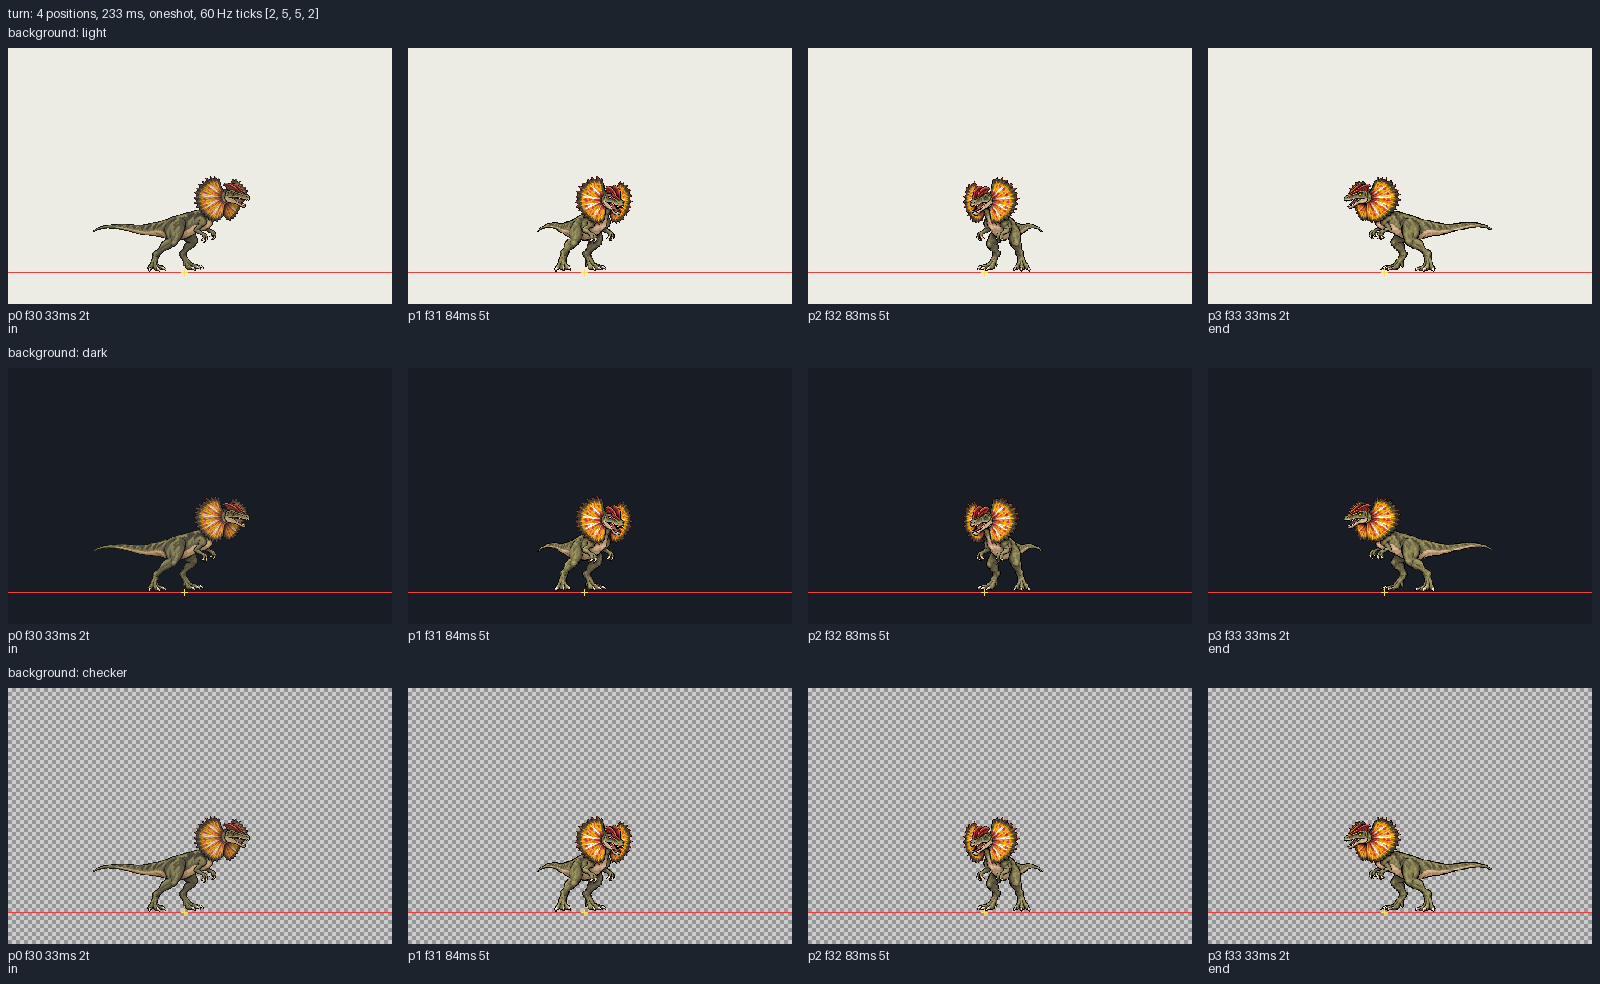 turn: 4 positions, 233 ms, oneshot, 60 Hz ticks [2, 5, 5, 2]
background: light
p0 f30 33ms 2t
in
p1 f31 84ms 5t
p2 f32 83ms 5t
p3 f33 33ms 2t
end
background: dark
p0 f30 33ms 2t
in
p1 f31 84ms 5t
p2 f32 83ms 5t
p3 f33 33ms 2t
end
background: checker
p0 f30 33ms 2t
in
p1 f31 84ms 5t
p2 f32 83ms 5t
p3 f33 33ms 2t
end